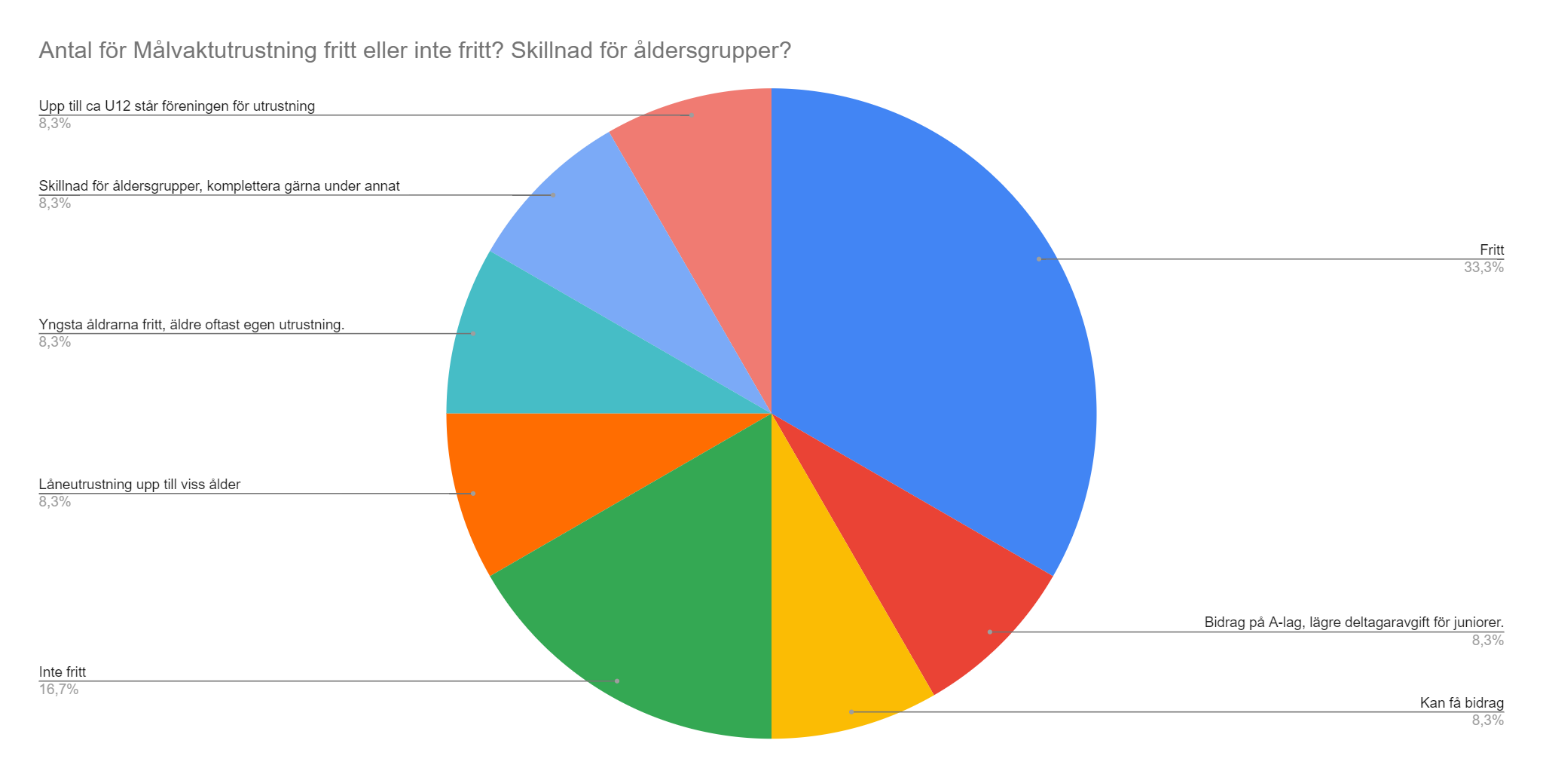 Antal för Målvaktutrustning fritt eller inte fritt? Skillnad för åldersgrupper?
Upp till ca U12 står föreningen för utrustning
8,3%
Skillnad för åldersgrupper, komplettera gärna under annat
8,3%
Yngsta åldrarna fritt, äldre oftast egen utrustning.
8,3%
Låneutrustning upp till viss ålder
8,3%
Inte fritt
16,7%
Fritt
33,3%
Bidrag på A-lag, lägre deltagaravgift för juniorer.
8,3%
Kan få bidrag
8,3%